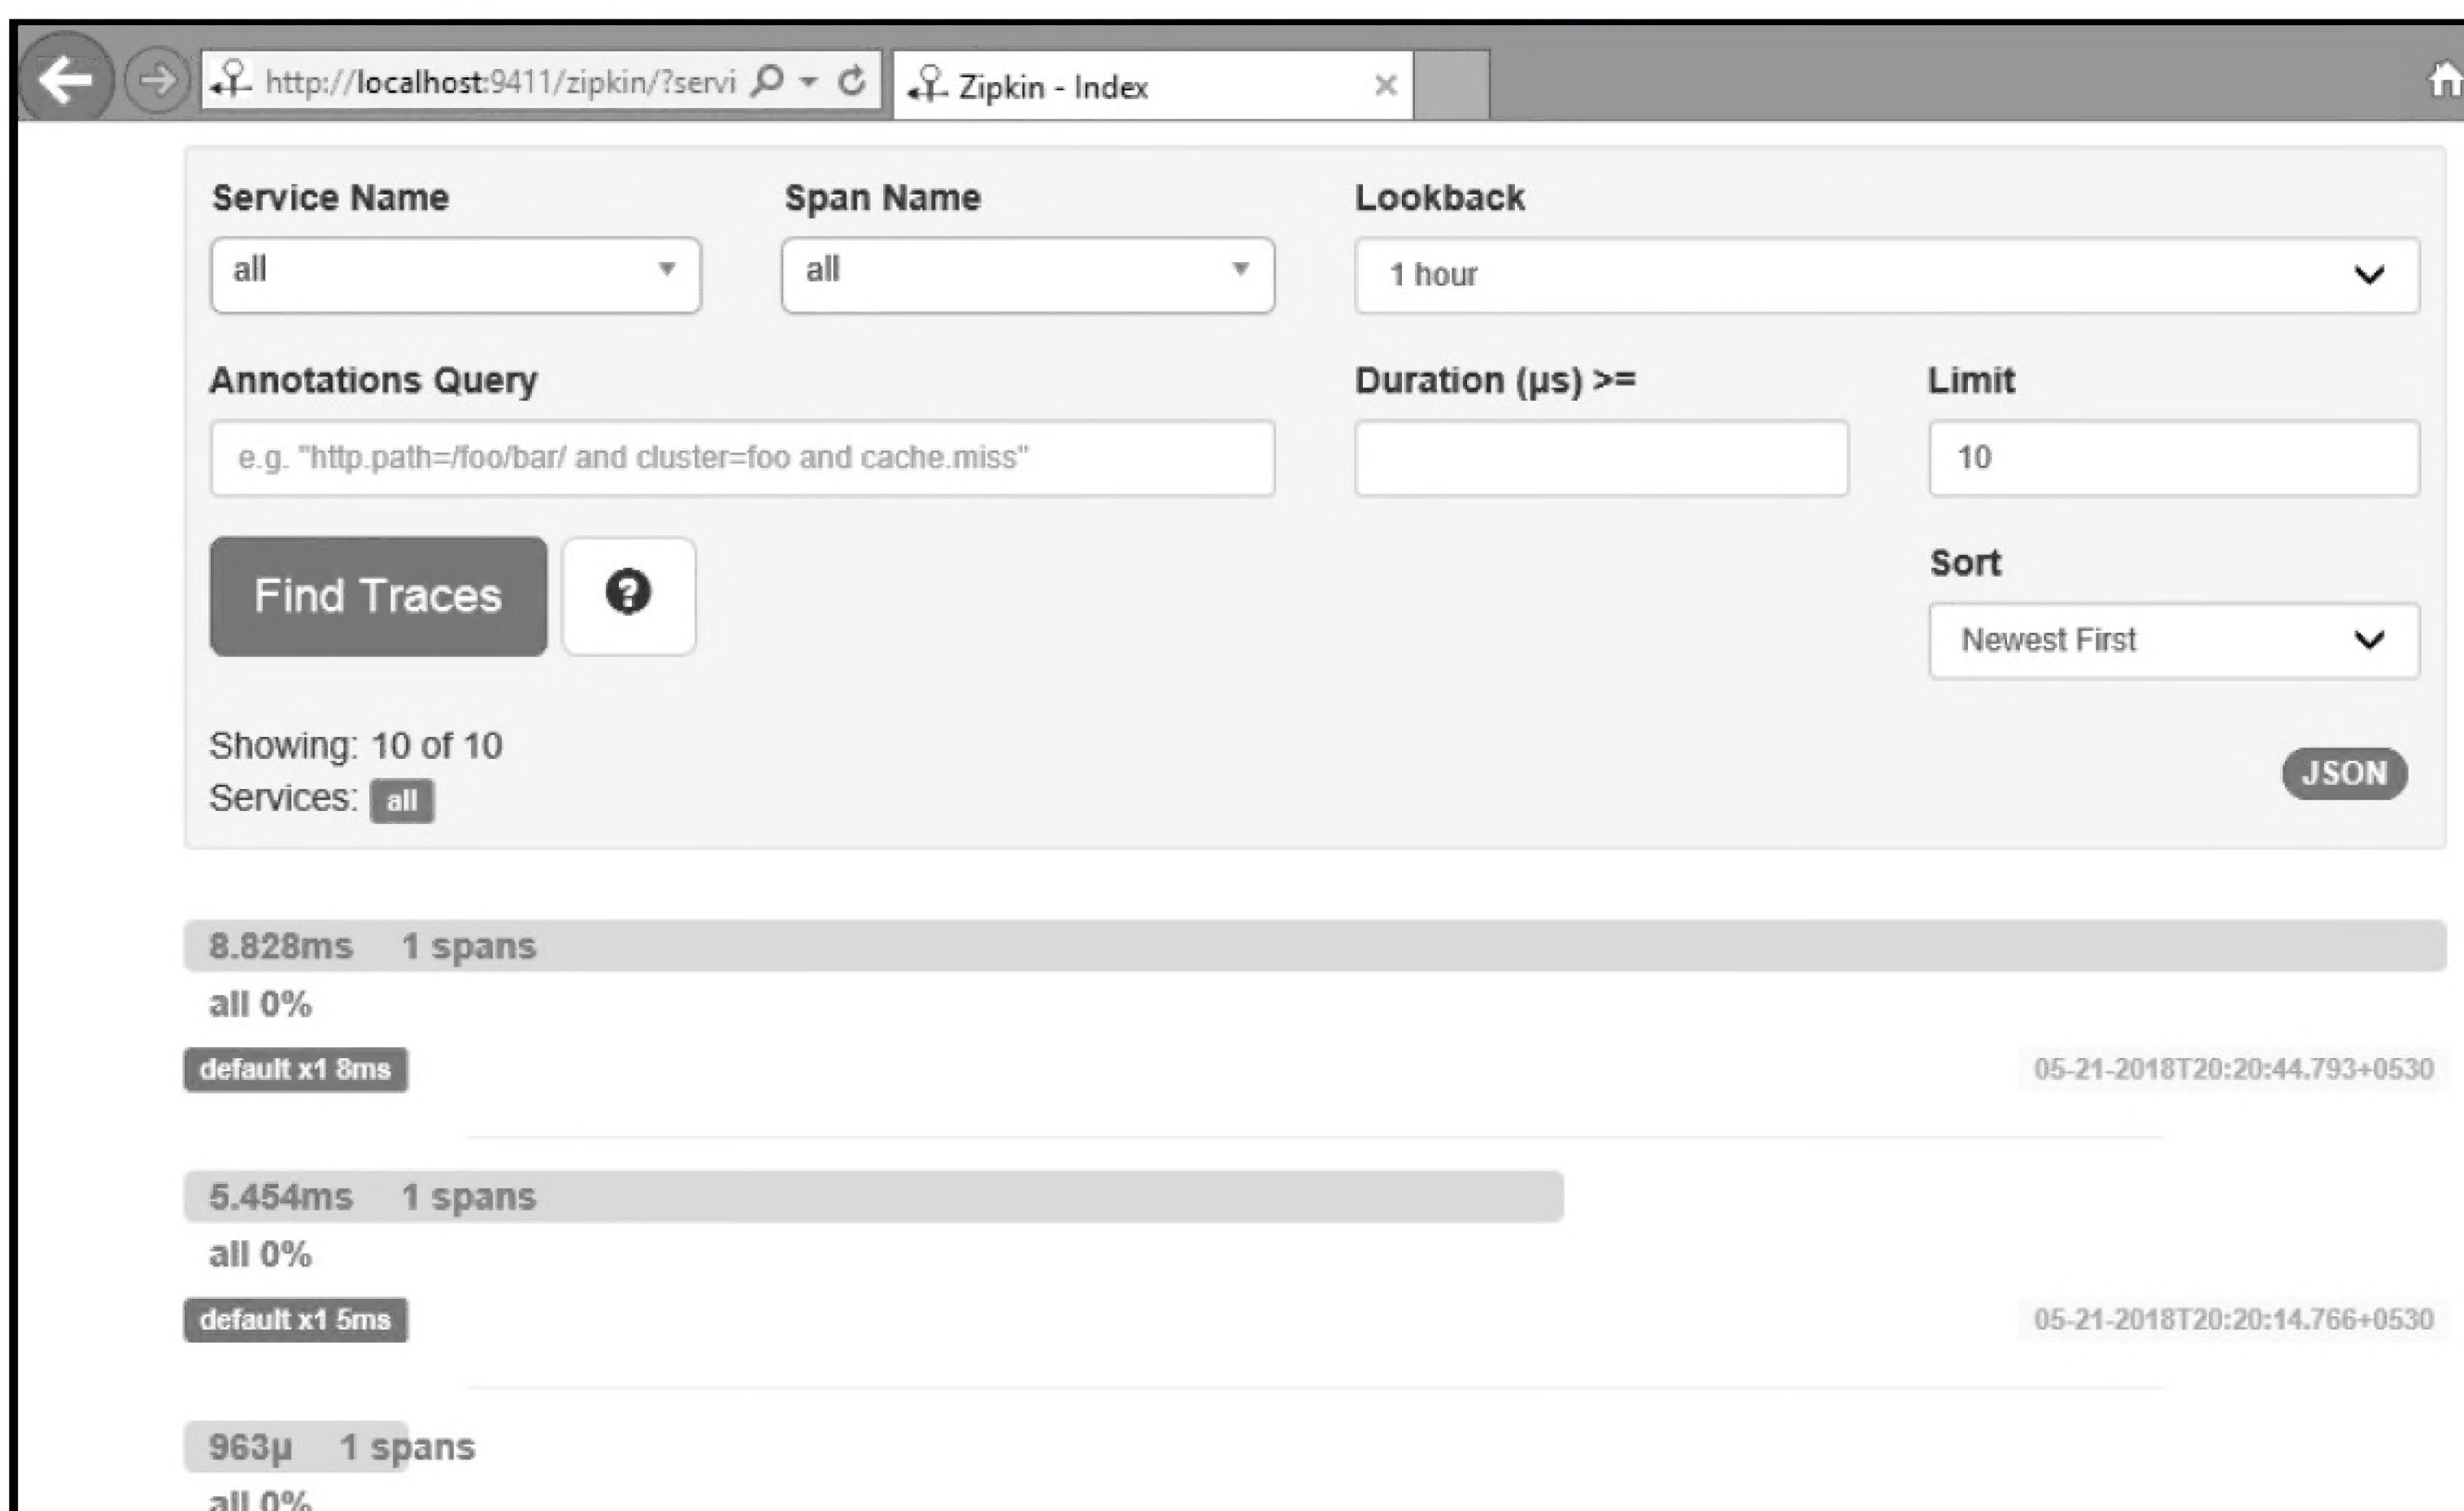 http://localhost:9411/zipkin/?servi
Zipkin - Index
Service Name
Span Name
Lookback
all
all
1 hour
Annotations Query
Duration (µs) >=
Limit
e.g. "http.path=/foo/bar/ and cluster=foo and cache.miss"
10
Find Traces
?
Sort
Newest First
Showing: 10 of 10
Services: all
JSON
8.828ms 1 spans
all 0%
default x1 8ms
05-21-2018T20:20:44.793+0530
5.454ms 1 spans
all 0%
default x1 5ms
05-21-2018T20:20:14.766+0530
963µ 1 spans
all 0%